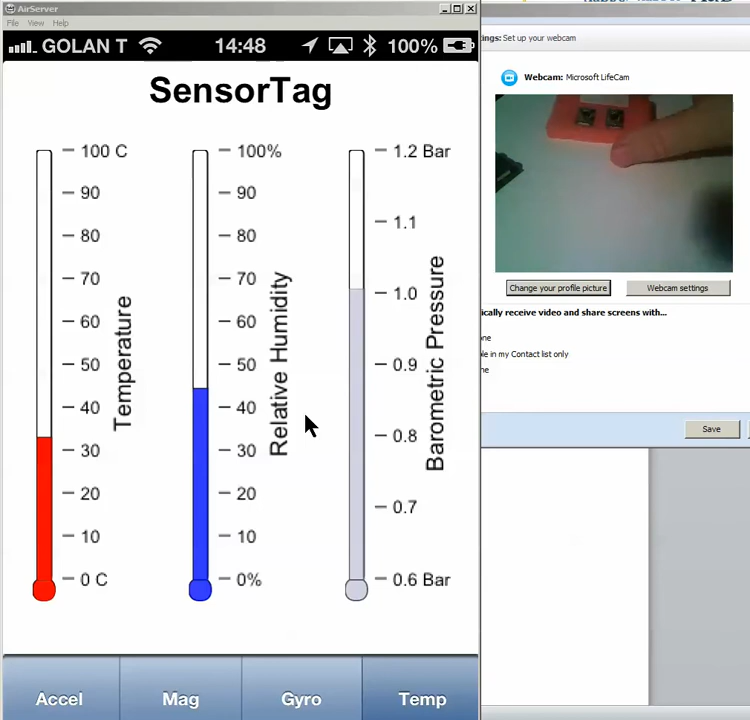 AirServer
File View Help
GOLAN T 14:48 100%
SensorTag
100 C
90
80
70
60
50
40
30
20
10
0 C
Temperature
100%
90
80
70
60
50
40
30
20
10
0%
Relative Humidity
1.2 Bar
1.1
1.0
0.9
0.8
0.7
0.6 Bar
Barometric Pressure
Accel Mag Gyro Temp
ings: Set up your webcam
Webcam: Microsoft LifeCam
Change your profile picture Webcam settings
ically receive video and share screens with...
one
le in my Contact list only
ne
Save